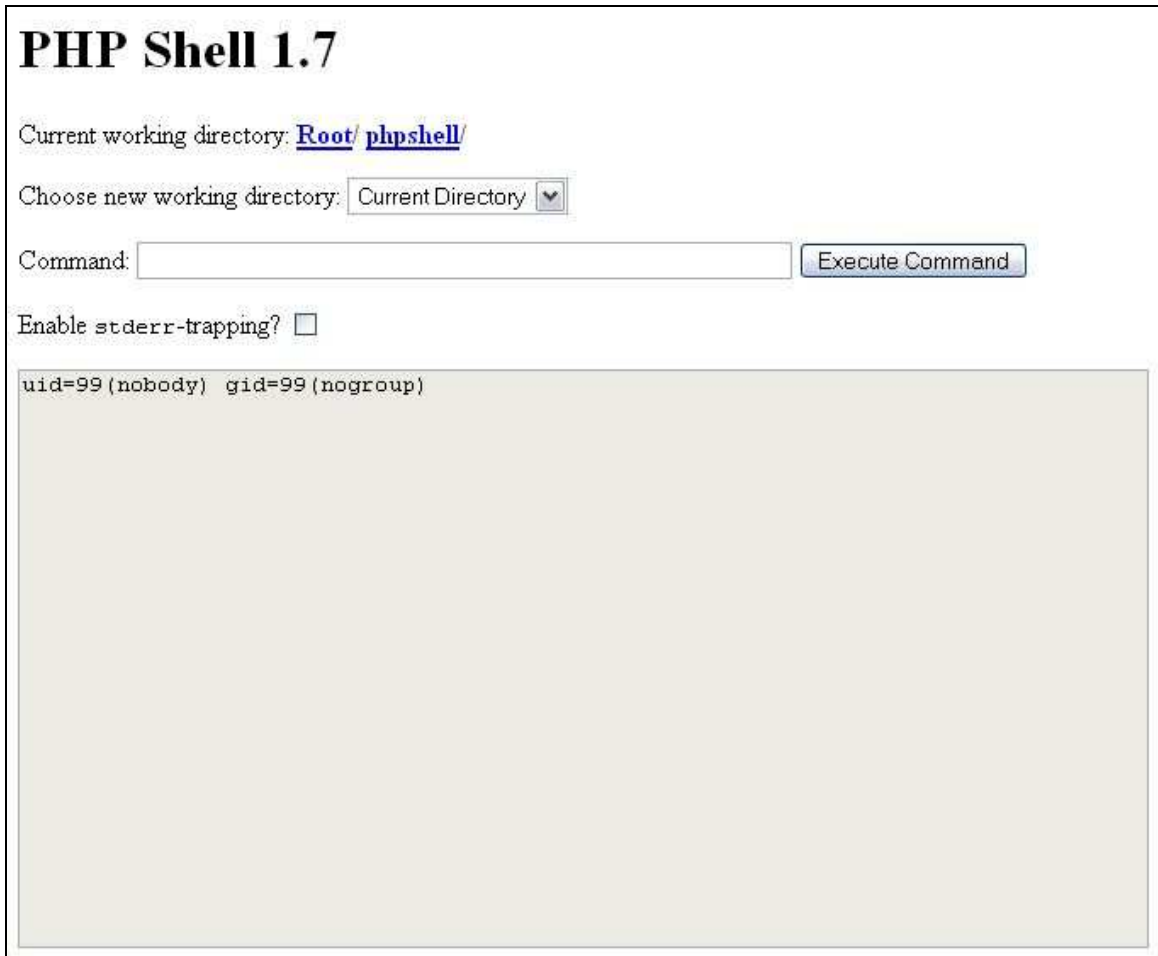 PHP Shell 1.7
Current working directory: Root/ phpshell/
Choose new working directory: Current Directory
Command: Execute Command
Enable stderr-trapping?
uid=99(nobody) gid=99(nogroup)